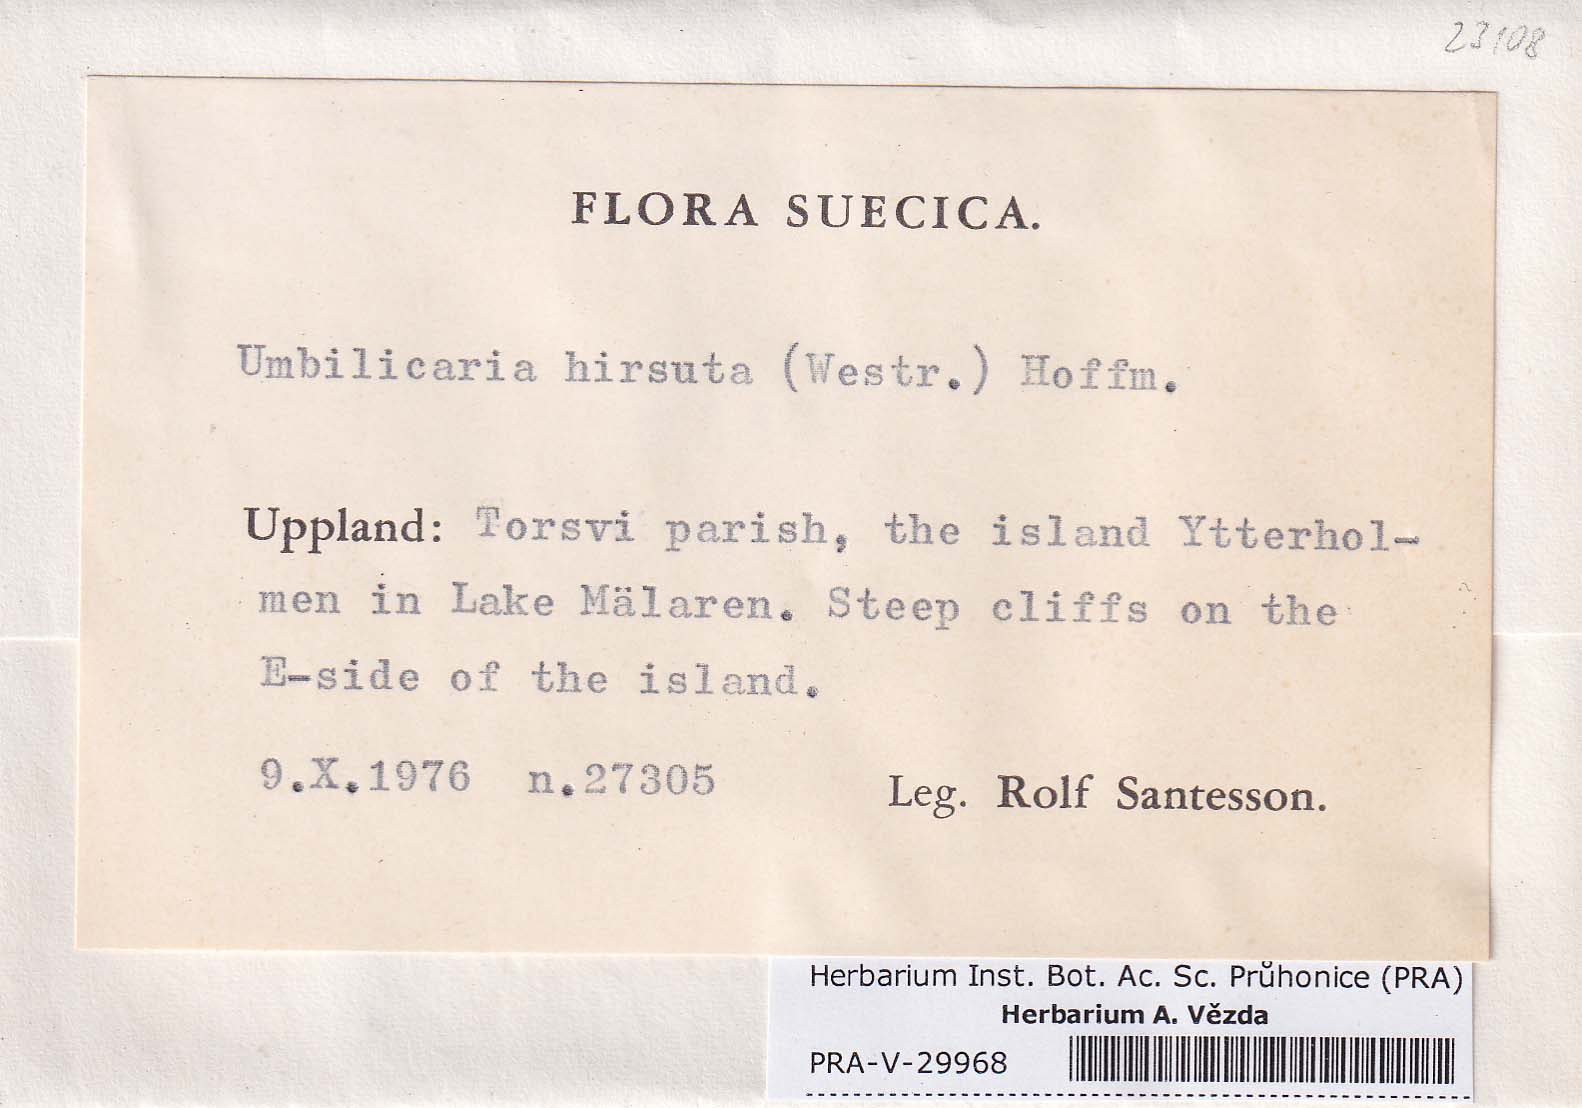 23108
FLORA SUECICA.
Umbilicaria hirsuta (Westr.) Hoffm.
Uppland: Torsvi parish, the island Ytterhol-
men in Lake Mälaren. Steep cliffs on the
E-side of the island.
9.X.1976 n.27305 Leg. Rolf Santesson.
Herbarium Inst. Bot. Ac. Sc. Průhonice (PRA)
Herbarium A. Vězda
PRA-V-29968